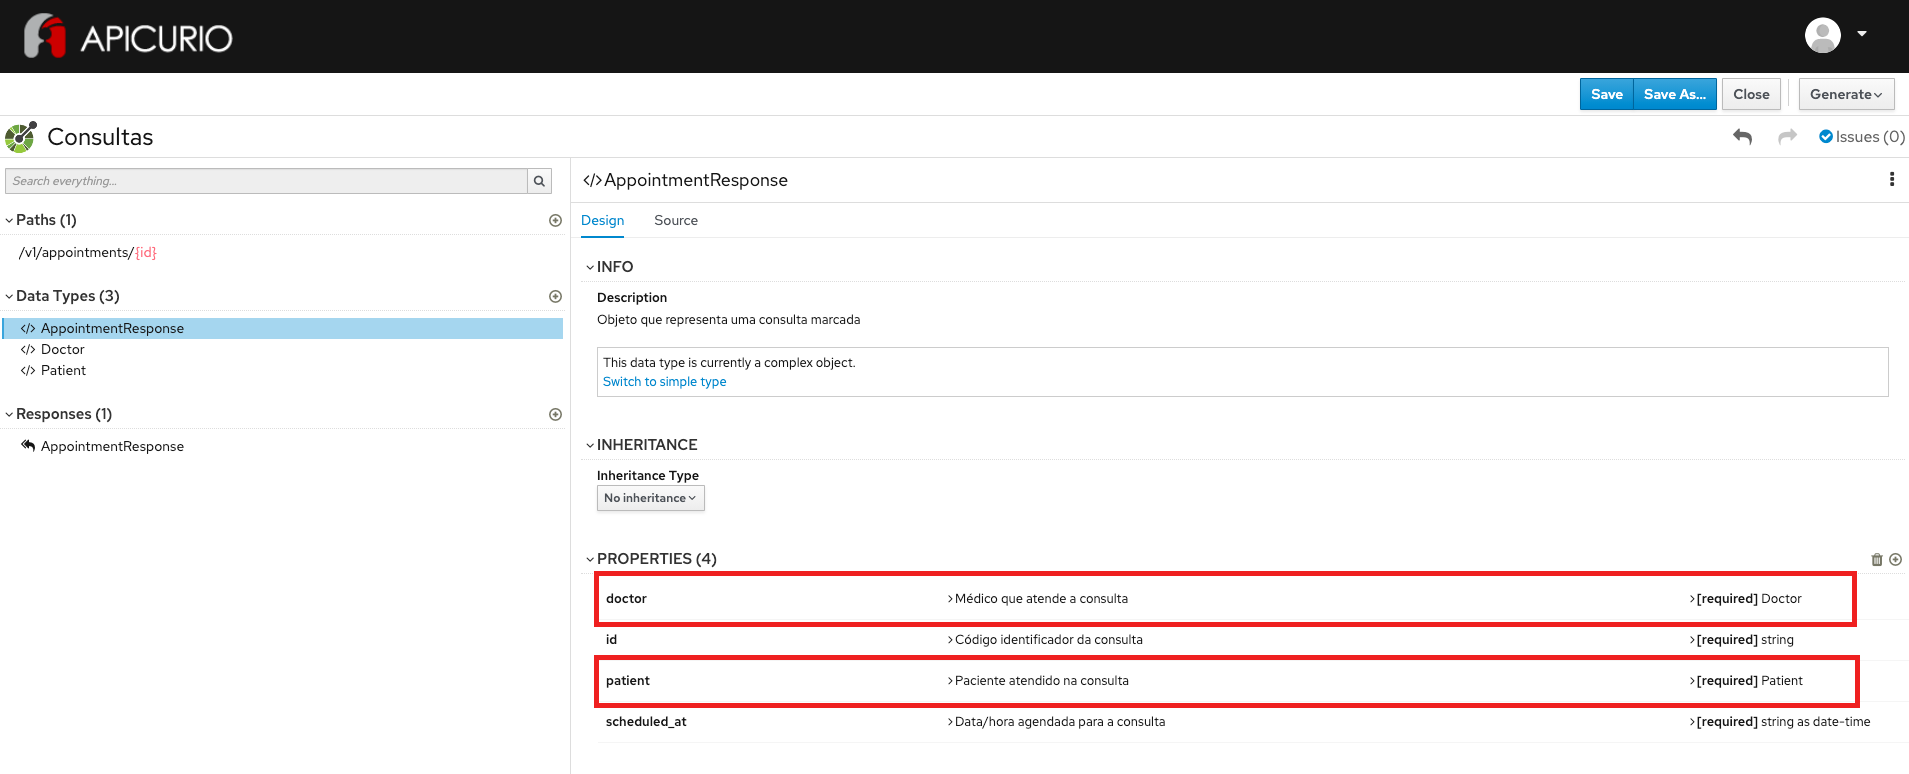 APICURIO
Save Save As... Close Generate
Consultas
Issues (0)
Search everything...
Paths (1)
/v1/appointments/{id}
Data Types (3)
</> AppointmentResponse
</> Doctor
</> Patient
Responses (1)
AppointmentResponse
</> AppointmentResponse
Design Source
INFO
Description
Objeto que representa uma consulta marcada
This data type is currently a complex object.
Switch to simple type
INHERITANCE
Inheritance Type
No inheritance
PROPERTIES (4)
doctor Médico que atende a consulta [required] Doctor
id Código identificador da consulta [required] string
patient Paciente atendido na consulta [required] Patient
scheduled_at Data/hora agendada para a consulta [required] string as date-time